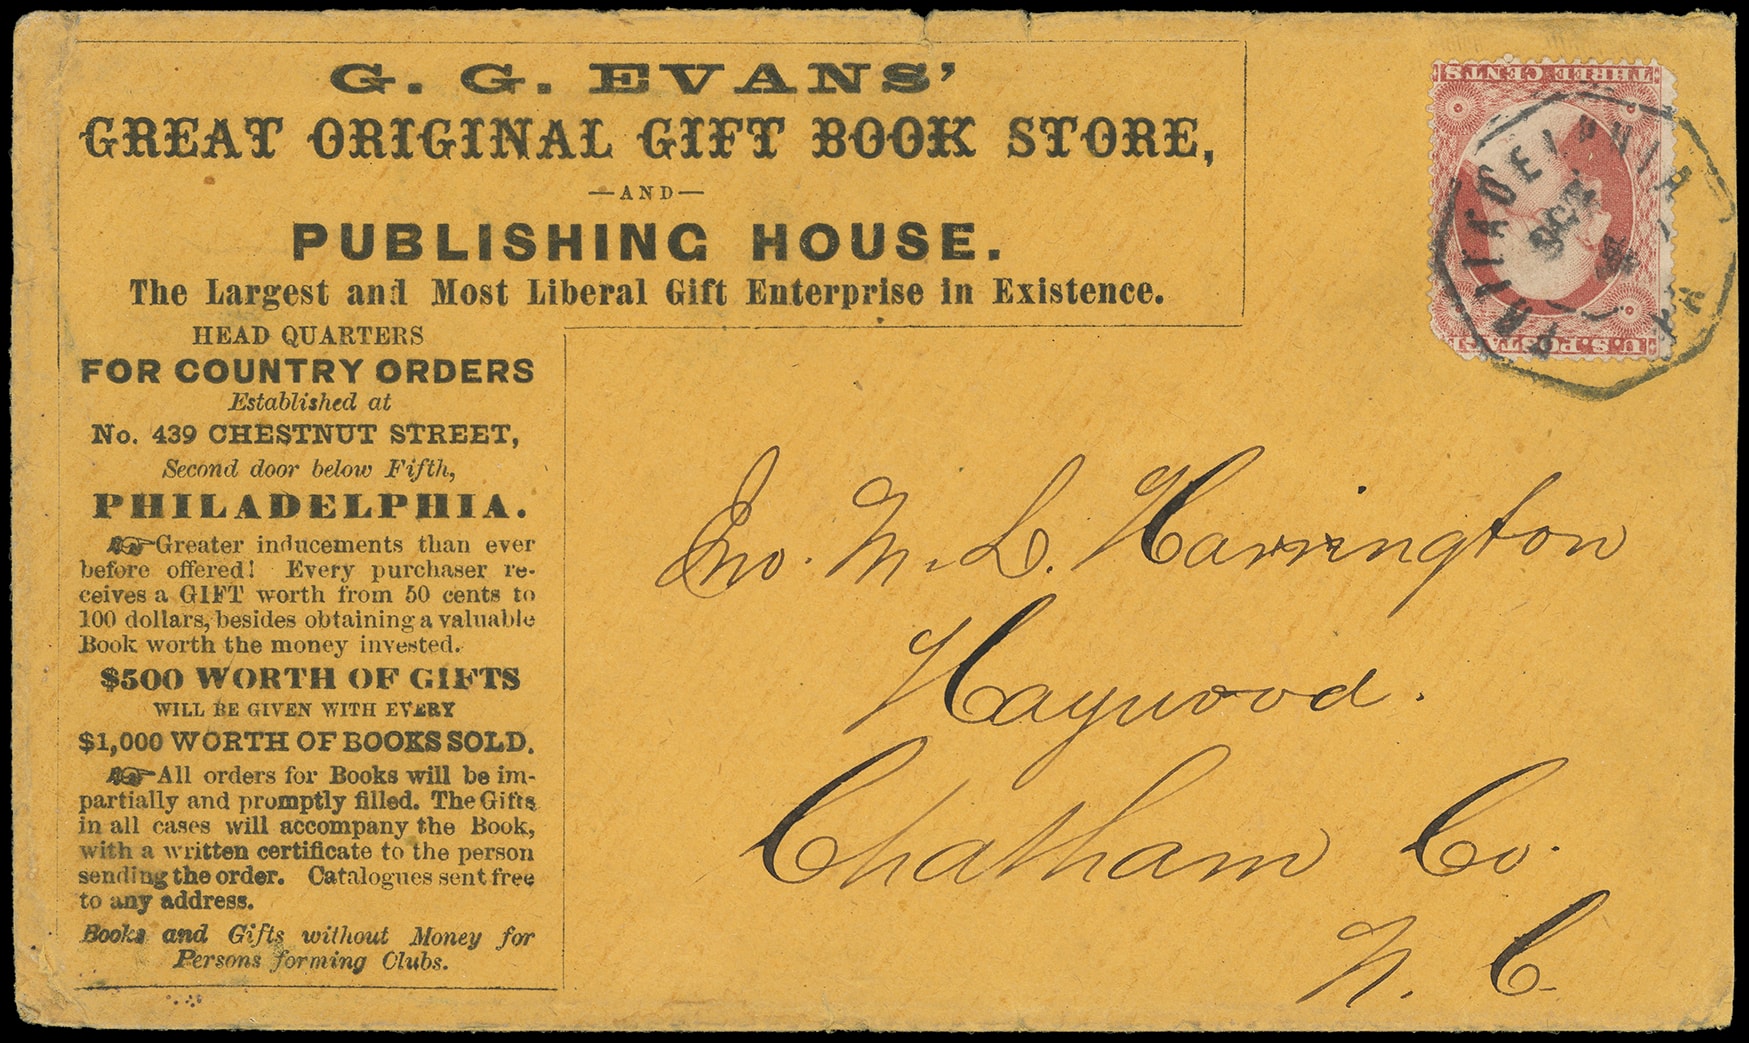 G. G. EVANS'
GREAT ORIGINAL GIFT BOOK STORE,
—AND—
PUBLISHING HOUSE.
The Largest and Most Liberal Gift Enterprise in Existence.
HEAD QUARTERS
FOR COUNTRY ORDERS
Established at
No. 439 CHESTNUT STREET,
Second door below Fifth,
PHILADELPHIA.
☞Greater inducements than ever
before offered! Every purchaser re-
ceives a GIFT worth from 50 cents to
100 dollars, besides obtaining a valuable
Book worth the money invested.
$500 WORTH OF GIFTS
WILL BE GIVEN WITH EVERY
$1,000 WORTH OF BOOKS SOLD.
☞All orders for Books will be im-
partially and promptly filled. The Gifts
in all cases will accompany the Book,
with a written certificate to the person
sending the order. Catalogues sent free
to any address.
Books and Gifts without Money for
Persons forming Clubs.
THREE CENTS
U.S. POSTAGE
PHILADELPHIA
Jno. M. L. Harrington
Haywood.
Chatham Co.
N. C.